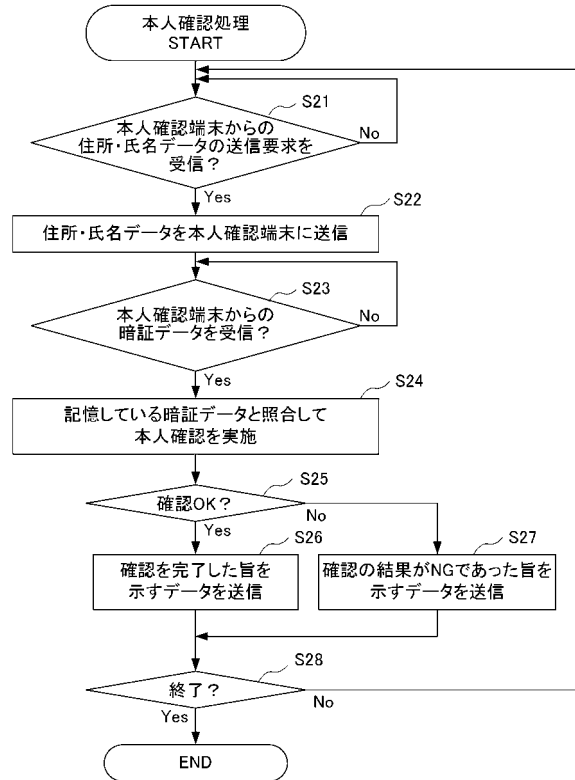 本人確認処理
START
S21
本人確認端末からの
住所・氏名データの送信要求を
受信？
No
Yes
S22
住所・氏名データを本人確認端末に送信
S23
本人確認端末からの
暗証データを受信？
No
Yes
S24
記憶している暗証データと照合して
本人確認を実施
S25
確認OK？
No
Yes
S26
確認を完了した旨を
示すデータを送信
S27
確認の結果がNGであった旨を
示すデータを送信
S28
終了？
No
Yes
END